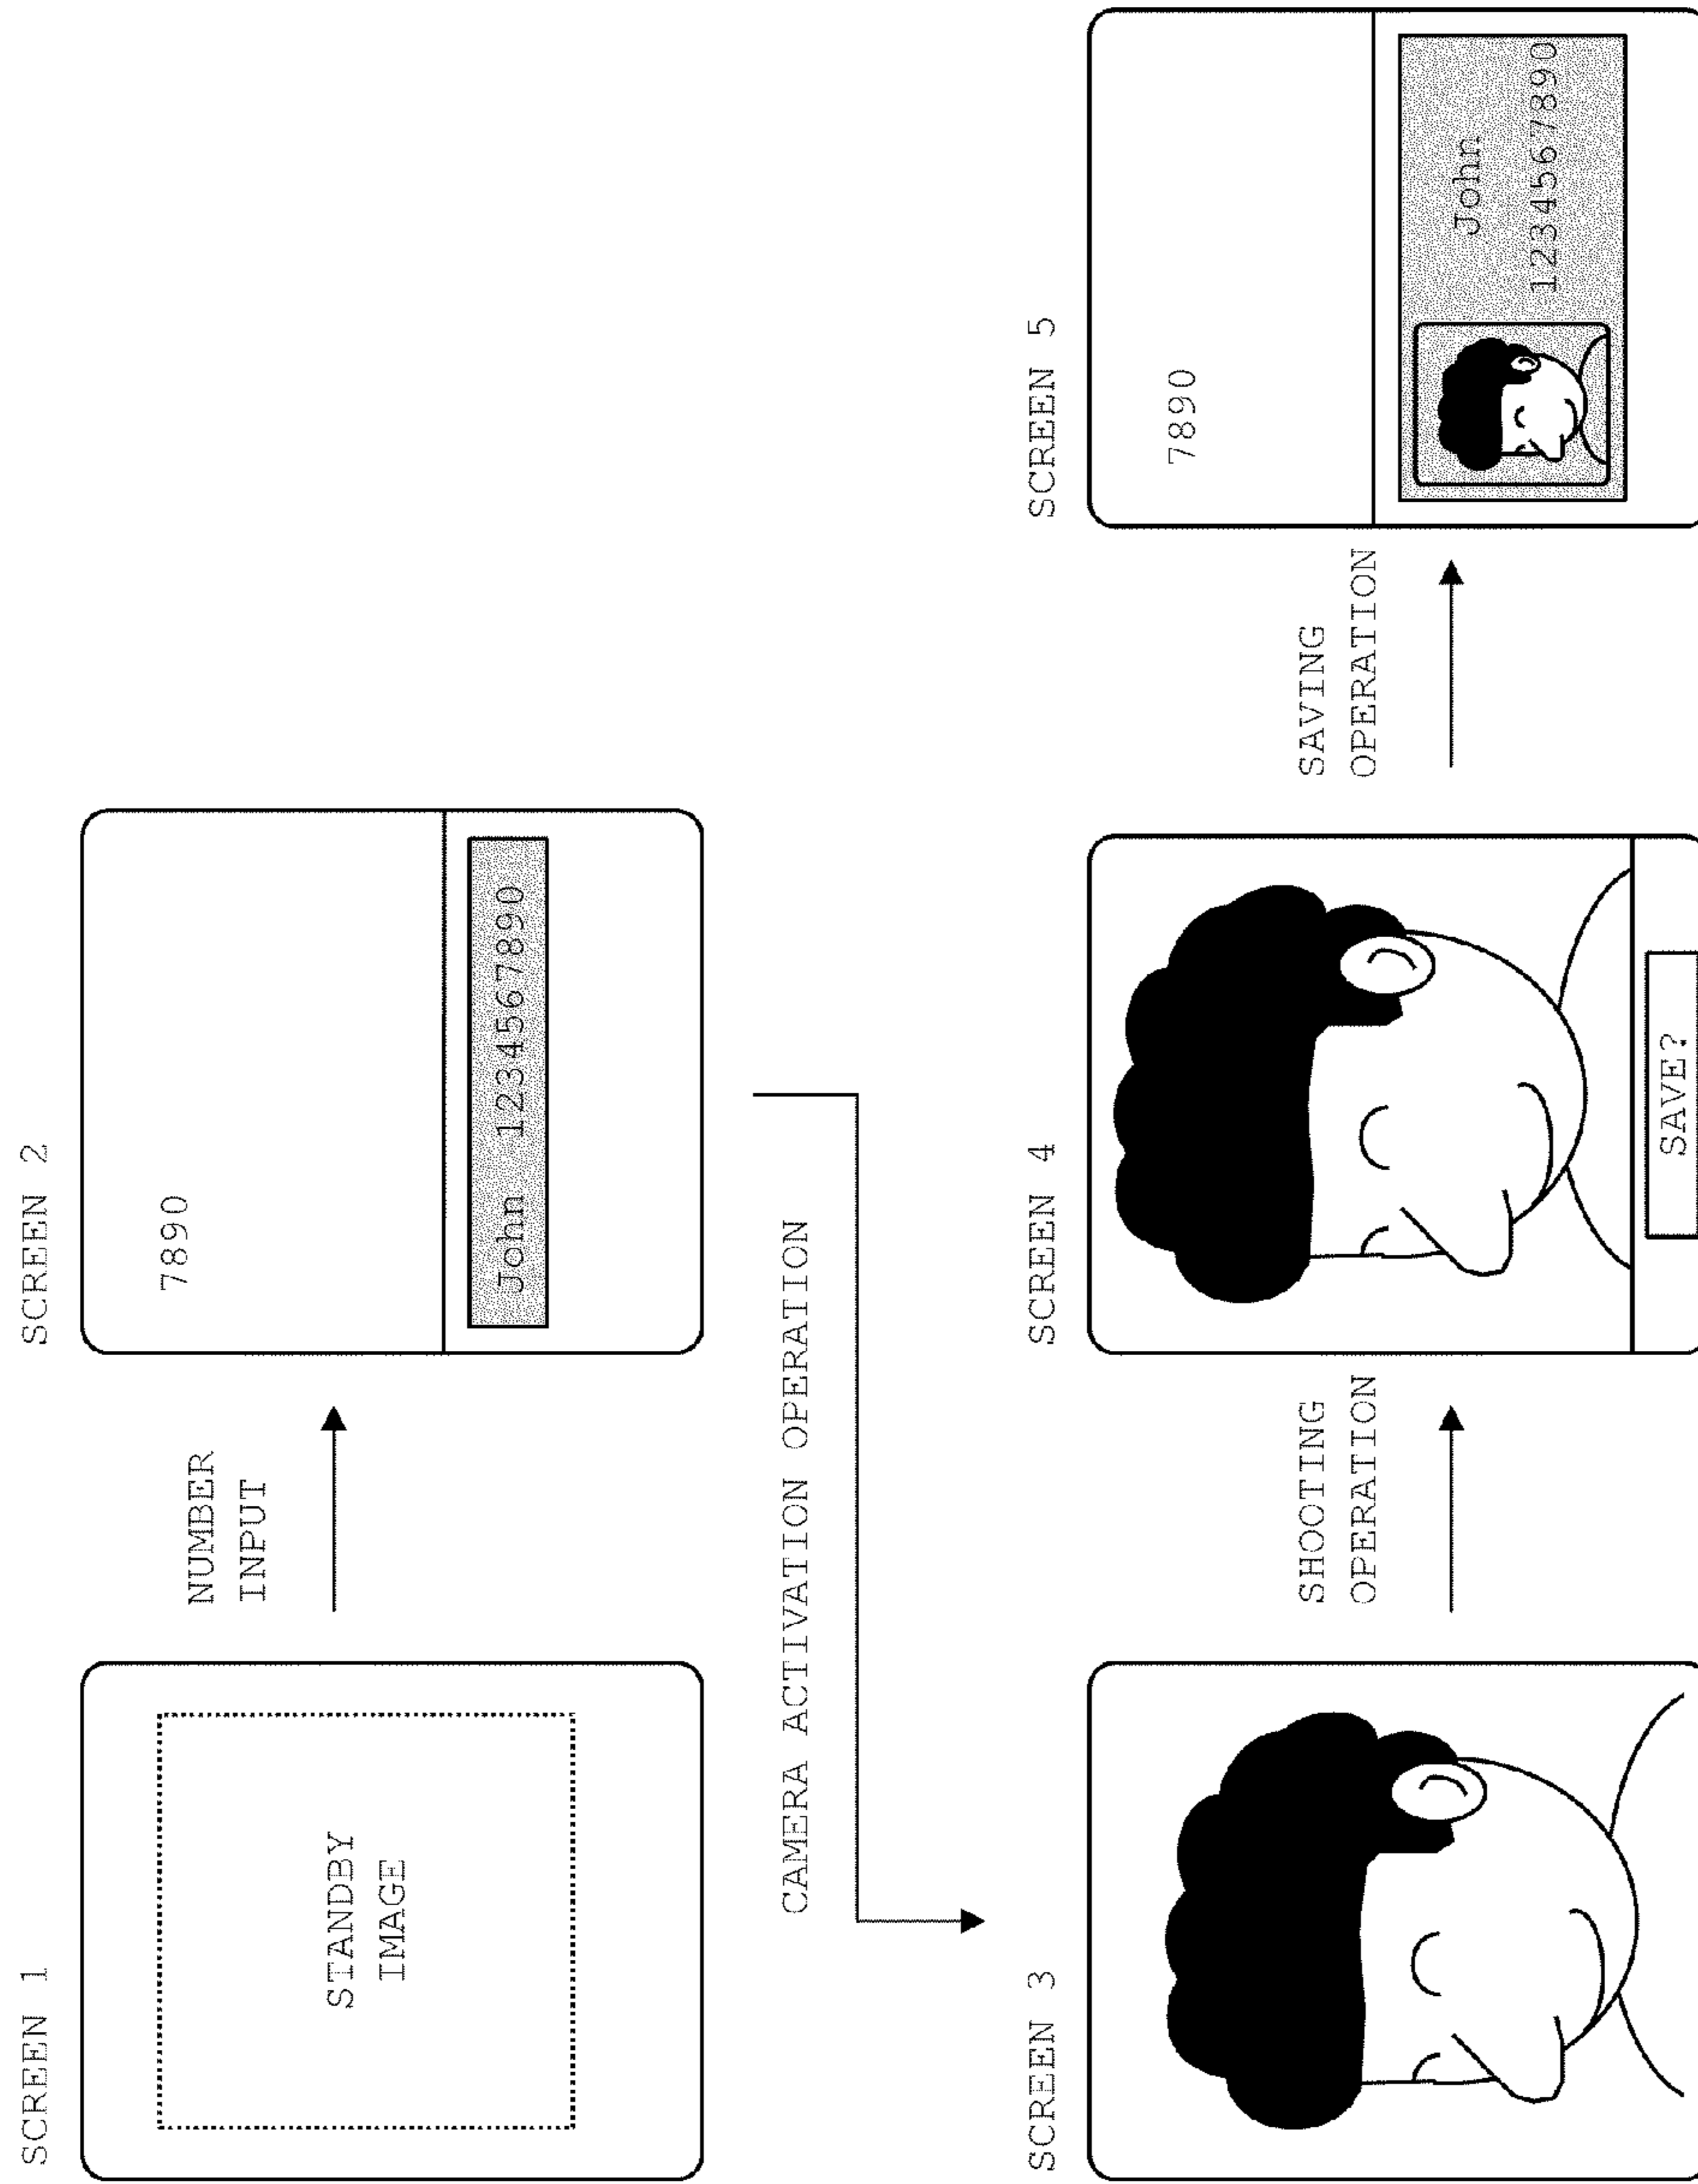 SCREEN 1
STANDBY
IMAGE
NUMBER
INPUT
SCREEN 2
7890
John 1234567890
CAMERA ACTIVATION OPERATION
SCREEN 3
SHOOTING
OPERATION
SCREEN 4
SAVE?
SAVING
OPERATION
SCREEN 5
7890
John
1234567890